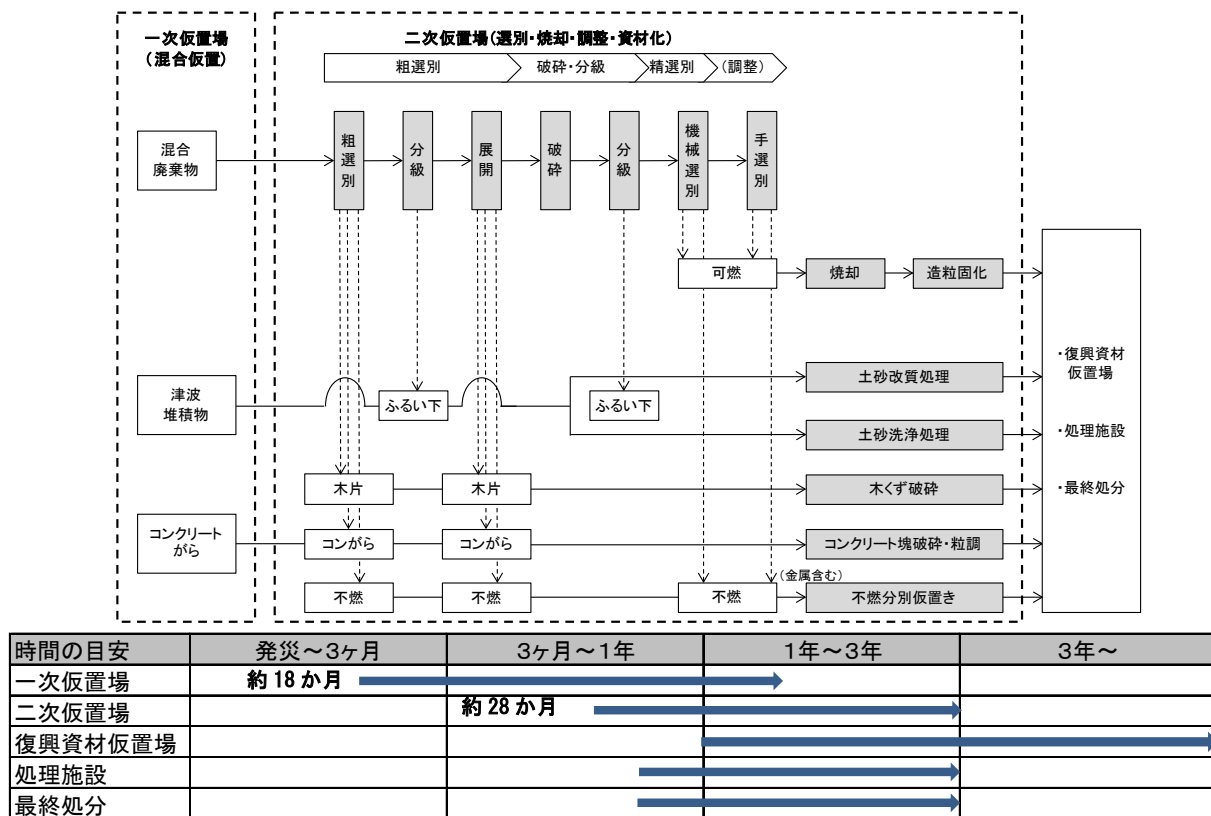 一次仮置場
（混合仮置）
二次仮置場（選別・焼却・調整・資材化）
粗選別
破砕・分級
精選別
（調整）
混合
廃棄物
粗選別
分級
展開
破砕
分級
機械選別
手選別
可燃
焼却
造粒固化
津波
堆積物
ふるい下
ふるい下
土砂改質処理
土砂洗浄処理
木片
木片
木くず破砕
コンクリート
がら
コンがら
コンがら
コンクリート塊破砕・粒調
不燃
不燃
不燃
（金属含む）
不燃分別仮置き
・復興資材
仮置場
・処理施設
・最終処分
時間の目安 発災～3ヶ月 3ヶ月～1年 1年～3年 3年～
一次仮置場 約18か月
二次仮置場 約28か月
復興資材仮置場
処理施設
最終処分